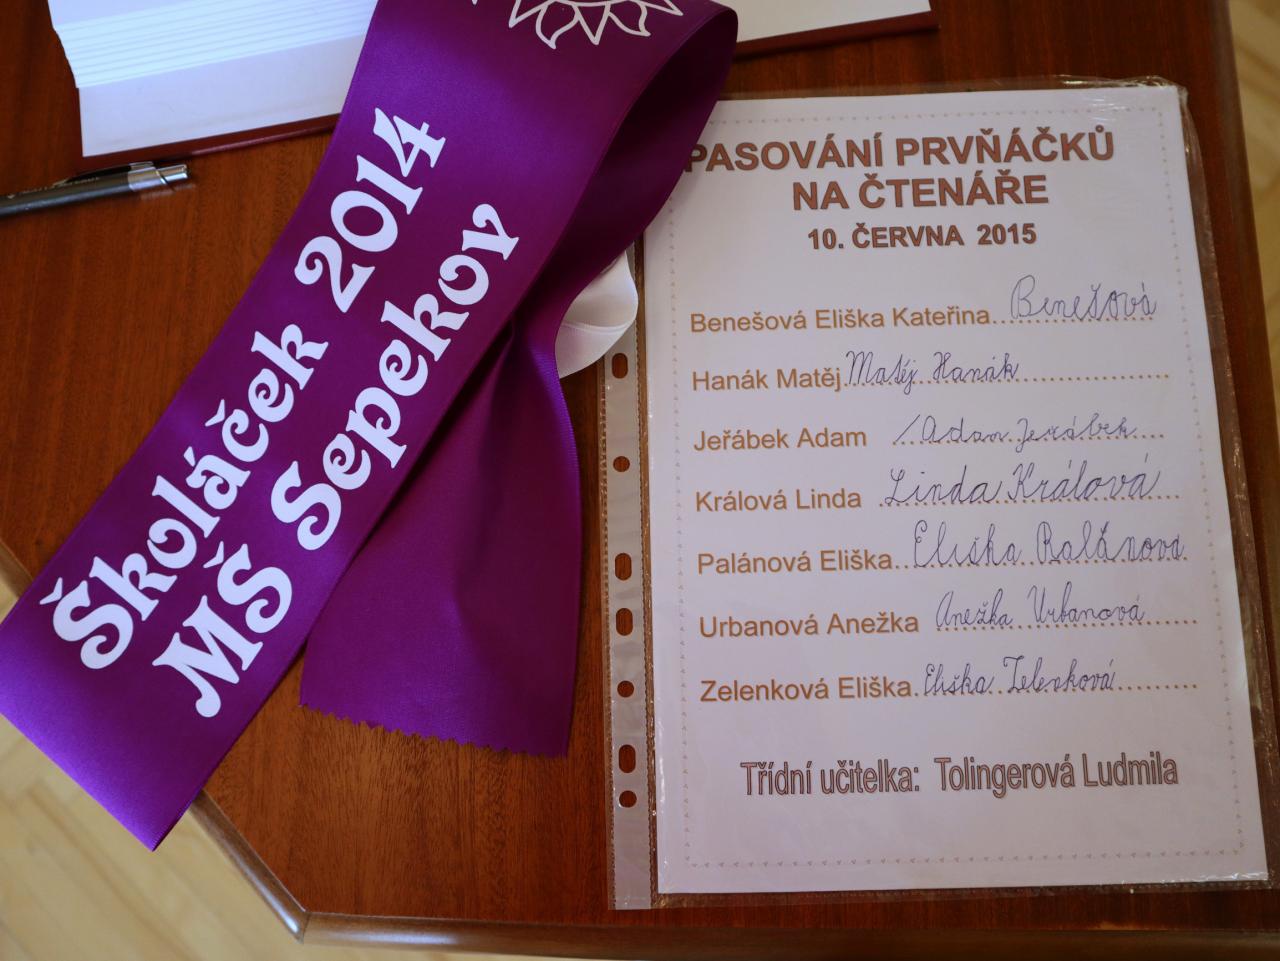 Školáček 2014
MŠ Sepekov
PASOVÁNÍ PRVŇÁČKŮ
NA ČTENÁŘE
10. ČERVNA 2015
Benešová Eliška Kateřina..Benešová
Hanák Matěj.Matěj Hanák...................
Jeřábek Adam ./Adam Jeřábek....
Králová Linda ..Linda Králová...
Palánová Eliška..Eliška Palánová
Urbanová Anežka Anežka Urbanová.......
Zelenková Eliška.Eliška Zelenková..........
Třídní učitelka: Tolingerová Ludmila